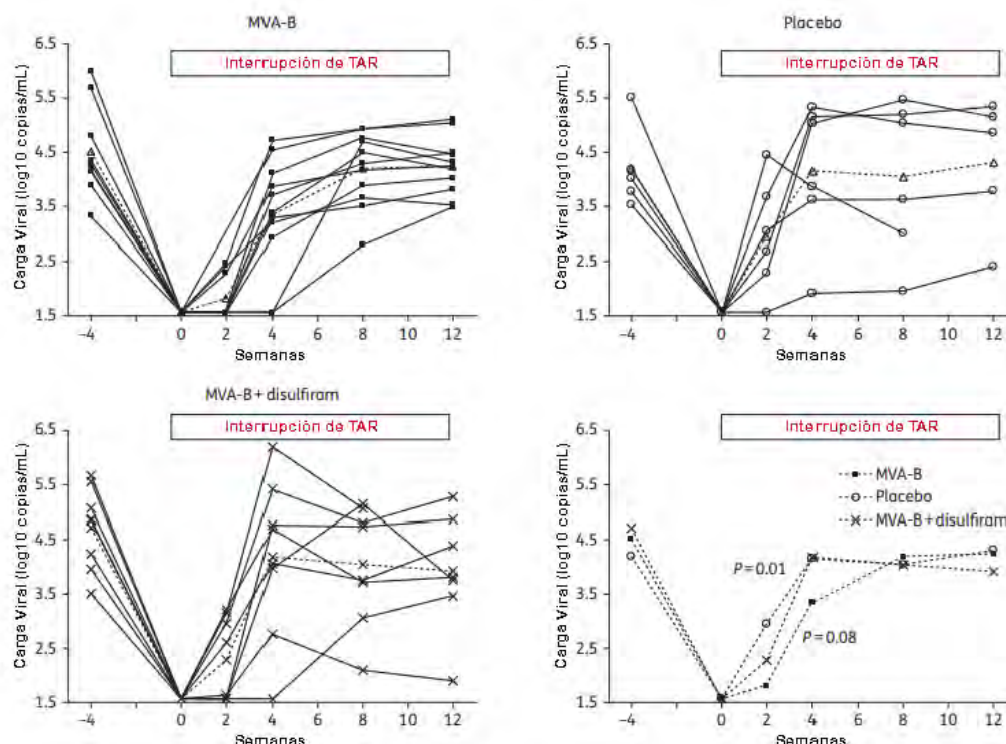 MVA-B
6.5
5.5
4.5
3.5
2.5
1.5
Carga Viral (log10 copias/mL)
Interrupción de TAR
−4 0 2 4 6 8 10 12
Semanas
Placebo
6.5
5.5
4.5
3.5
2.5
1.5
Carga Viral (log10 copias/mL)
Interrupción de TAR
−4 0 2 4 6 8 10 12
Semanas
MVA-B+disulfiram
6.5
5.5
4.5
3.5
2.5
1.5
Carga Viral (log10 copias/mL)
Interrupción de TAR
−4 0 2 4 6 8 10 12
Semanas
6.5
5.5
4.5
3.5
2.5
1.5
Carga Viral (log10 copias/mL)
Interrupción de TAR
MVA-B
Placebo
MVA-B+disulfiram
P=0.01
P=0.08
−4 0 2 4 6 8 10 12
Semanas